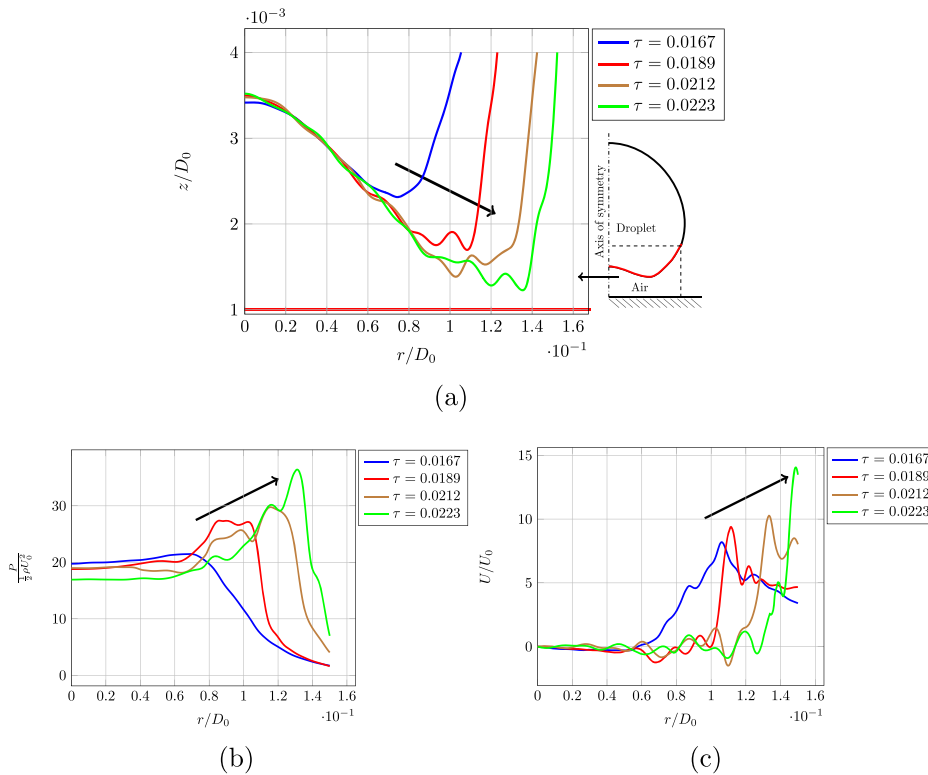 ·10⁻³
4
3
2
1
z/D₀
0 0.2 0.4 0.6 0.8 1 1.2 1.4 1.6
·10⁻¹
r/D₀
τ = 0.0167
τ = 0.0189
τ = 0.0212
τ = 0.0223
Axis of symmetry
Droplet
Air
(a)
30
20
10
0
P / ½ρU₀²
0 0.2 0.4 0.6 0.8 1 1.2 1.4 1.6
·10⁻¹
r/D₀
τ = 0.0167
τ = 0.0189
τ = 0.0212
τ = 0.0223
(b)
15
10
5
0
U/U₀
0 0.2 0.4 0.6 0.8 1 1.2 1.4 1.6
·10⁻¹
r/D₀
τ = 0.0167
τ = 0.0189
τ = 0.0212
τ = 0.0223
(c)